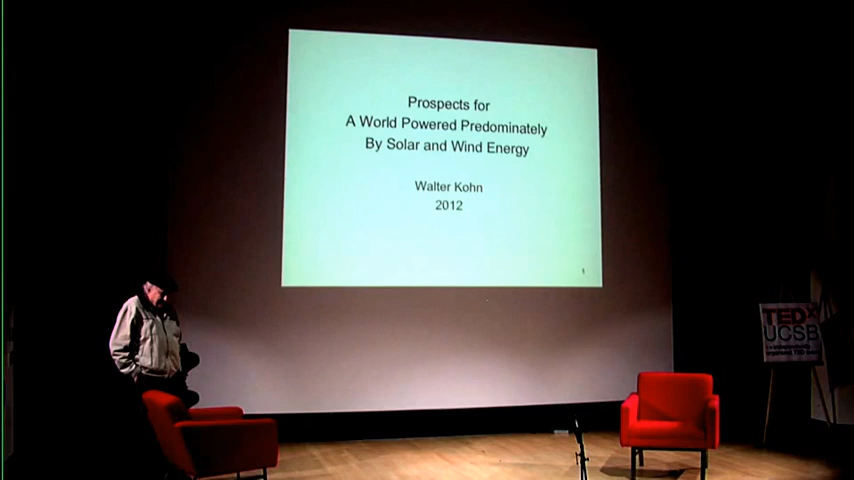 Prospects for
A World Powered Predominately
By Solar and Wind Energy
Walter Kohn
2012
1
TEDx
UCSB